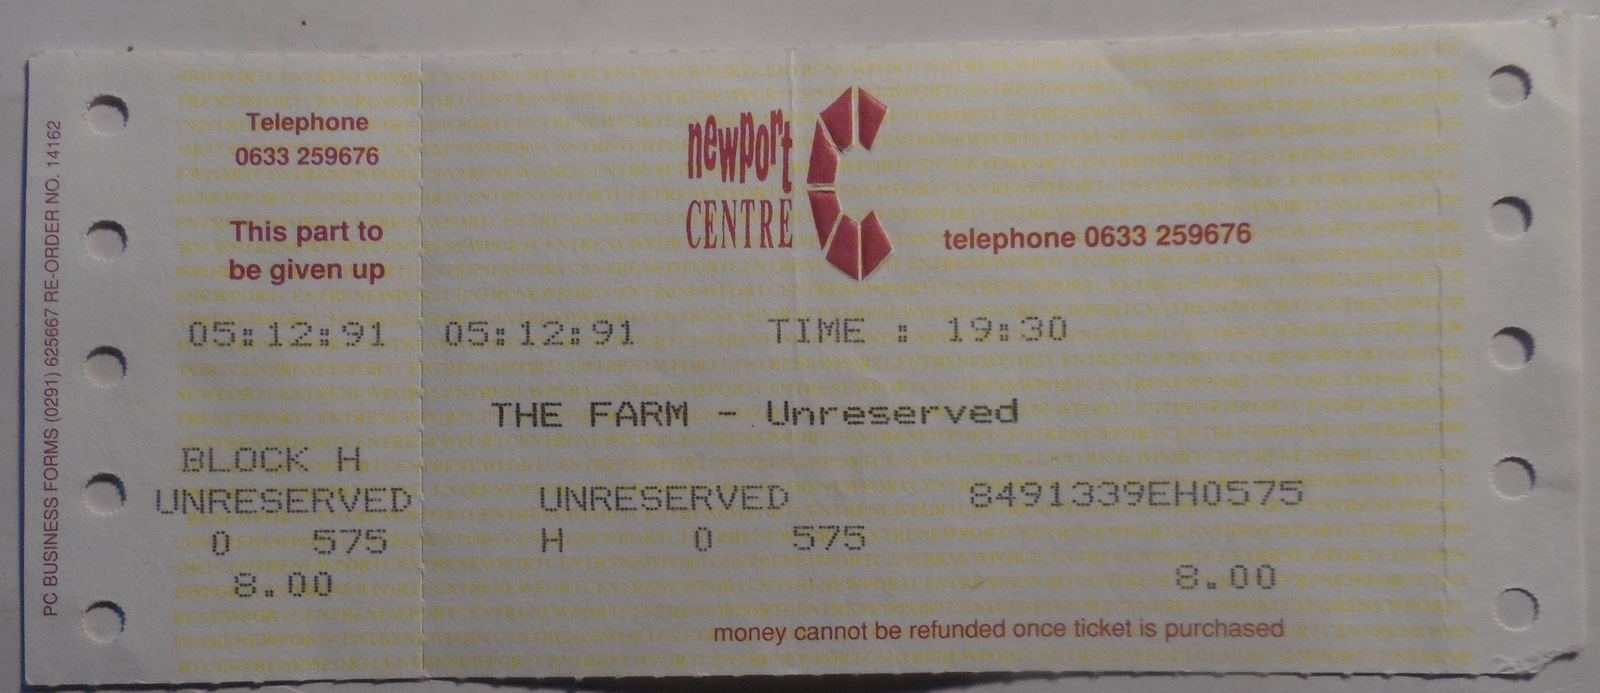 PC BUSINESS FORMS (0291) 625667 RE-ORDER NO. 14162
Telephone
0633 259676
This part to
be given up
newport
CENTRE
telephone 0633 259676
05:12:91 05:12:91 TIME : 19:30
THE FARM - Unreserved
BLOCK H
UNRESERVED UNRESERVED 8491339EH0575
0 575 H 0 575
8.00 8.00
money cannot be refunded once ticket is purchased